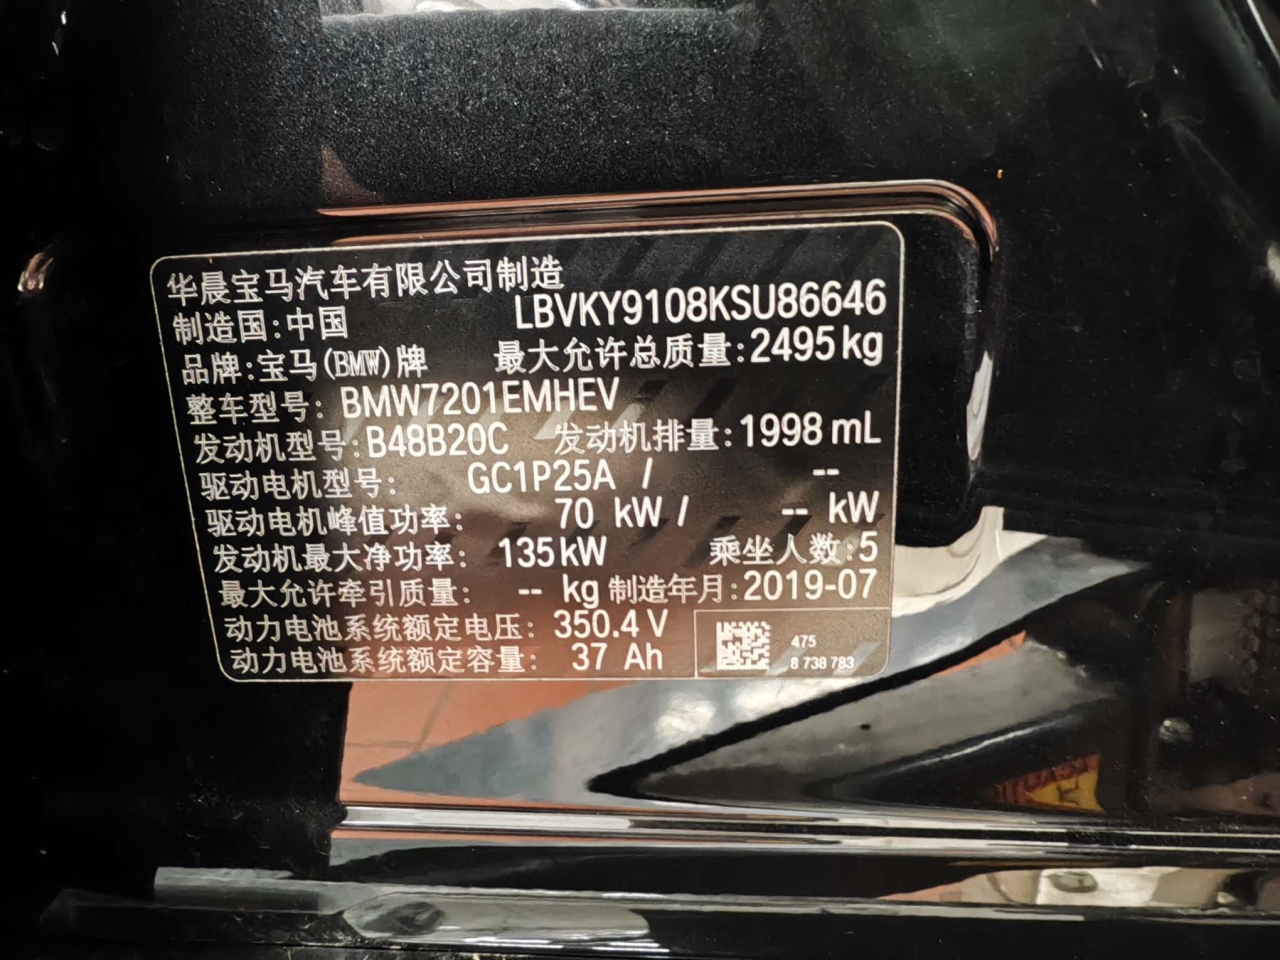 华晨宝马汽车有限公司制造
制造国:中国 LBVKY9108KSU86646
品牌:宝马(BMW)牌 最大允许总质量:2495kg
整车型号: BMW7201EMHEV
发动机型号:B48B20C 发动机排量:1998 mL
驱动电机型号: GC1P25A / --
驱动电机峰值功率: 70 kW / -- kW
发动机最大净功率: 135kW 乘坐人数:5
最大允许牵引质量: -- kg 制造年月:2019-07
动力电池系统额定电压: 350.4 V
动力电池系统额定容量: 37 Ah
475
8 738 783